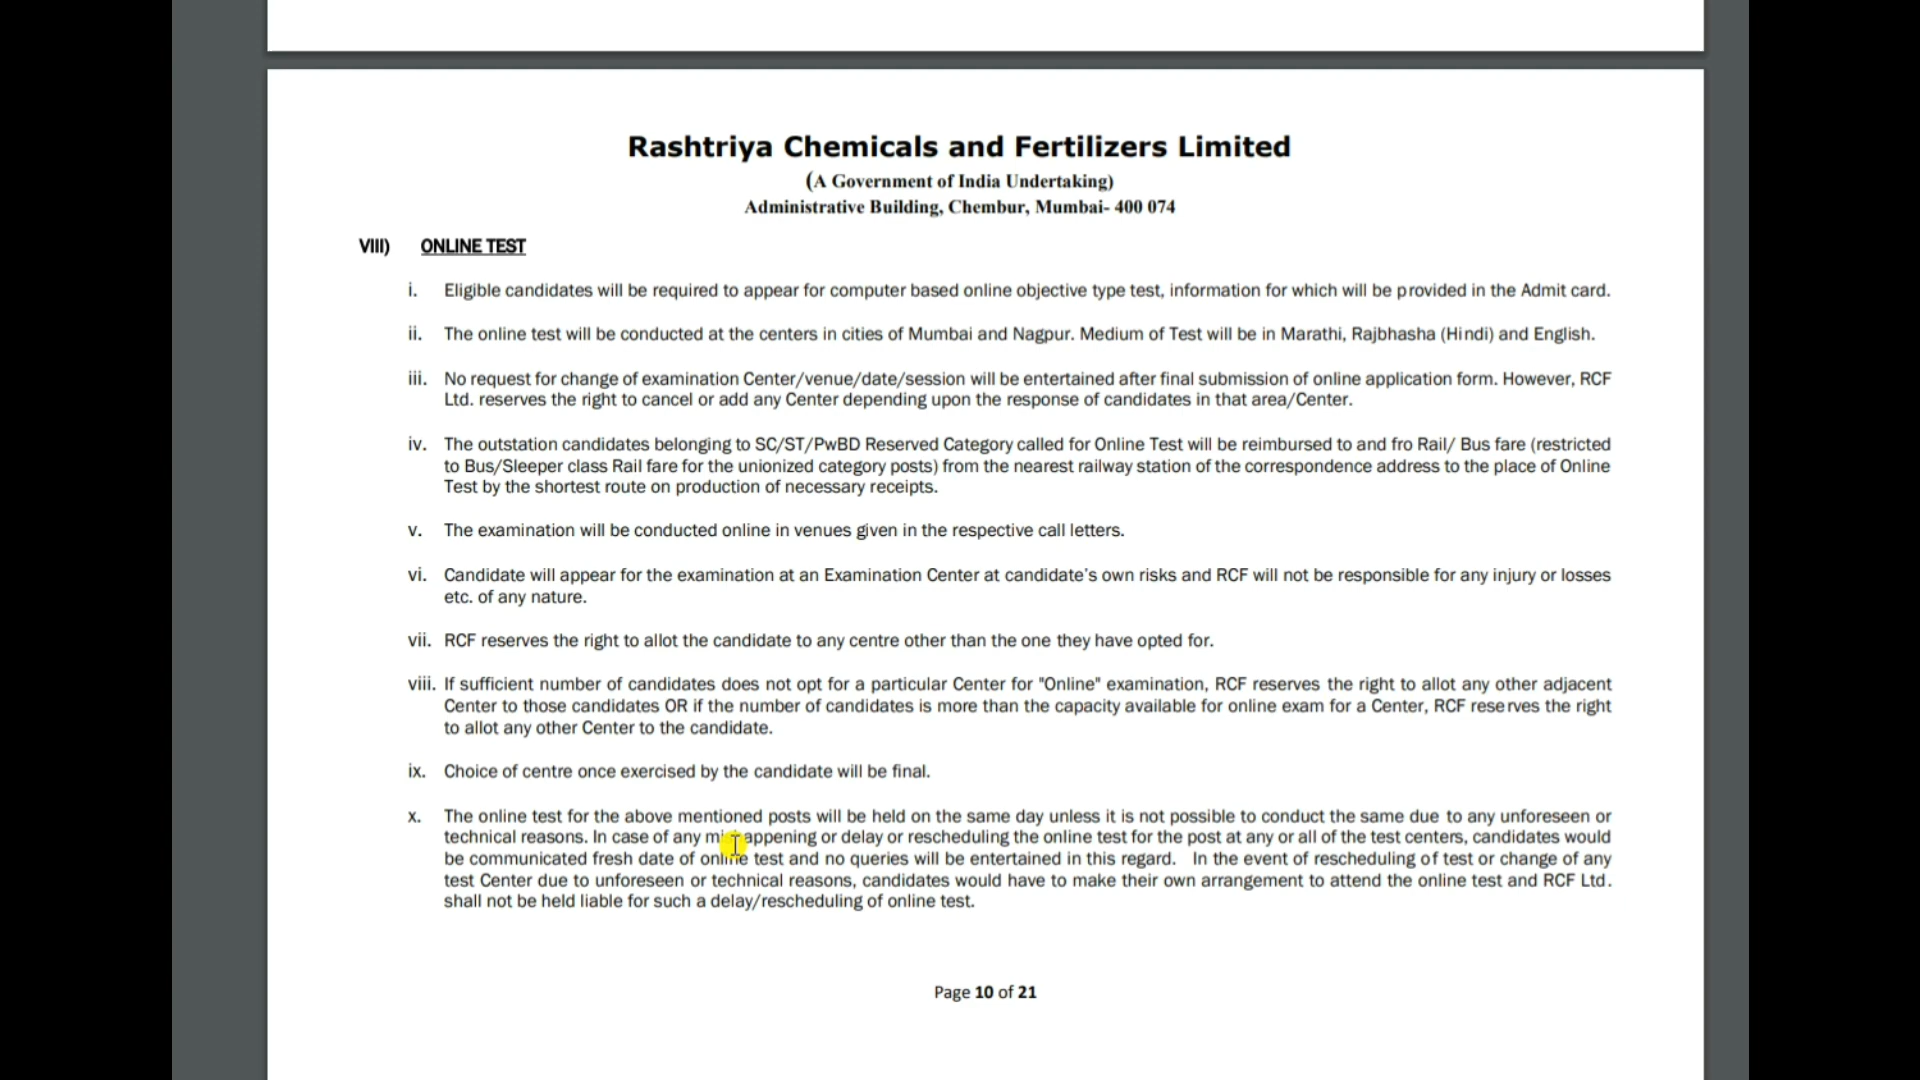 Rashtriya Chemicals and Fertilizers Limited
(A Government of India Undertaking)
Administrative Building, Chembur, Mumbai- 400 074
VIII) ONLINE TEST
i. Eligible candidates will be required to appear for computer based online objective type test, information for which will be provided in the Admit card.
ii. The online test will be conducted at the centers in cities of Mumbai and Nagpur. Medium of Test will be in Marathi, Rajbhasha (Hindi) and English.
iii. No request for change of examination Center/venue/date/session will be entertained after final submission of online application form. However, RCF
Ltd. reserves the right to cancel or add any Center depending upon the response of candidates in that area/Center.
iv. The outstation candidates belonging to SC/ST/PwBD Reserved Category called for Online Test will be reimbursed to and fro Rail/ Bus fare (restricted
to Bus/Sleeper class Rail fare for the unionized category posts) from the nearest railway station of the correspondence address to the place of Online
Test by the shortest route on production of necessary receipts.
v. The examination will be conducted online in venues given in the respective call letters.
vi. Candidate will appear for the examination at an Examination Center at candidate's own risks and RCF will not be responsible for any injury or losses
etc. of any nature.
vii. RCF reserves the right to allot the candidate to any centre other than the one they have opted for.
viii. If sufficient number of candidates does not opt for a particular Center for "Online" examination, RCF reserves the right to allot any other adjacent
Center to those candidates OR if the number of candidates is more than the capacity available for online exam for a Center, RCF reserves the right
to allot any other Center to the candidate.
ix. Choice of centre once exercised by the candidate will be final.
x. The online test for the above mentioned posts will be held on the same day unless it is not possible to conduct the same due to any unforeseen or
technical reasons. In case of any mishappening or delay or rescheduling the online test for the post at any or all of the test centers, candidates would
be communicated fresh date of online test and no queries will be entertained in this regard. In the event of rescheduling of test or change of any
test Center due to unforeseen or technical reasons, candidates would have to make their own arrangement to attend the online test and RCF Ltd.
shall not be held liable for such a delay/rescheduling of online test.
Page 10 of 21